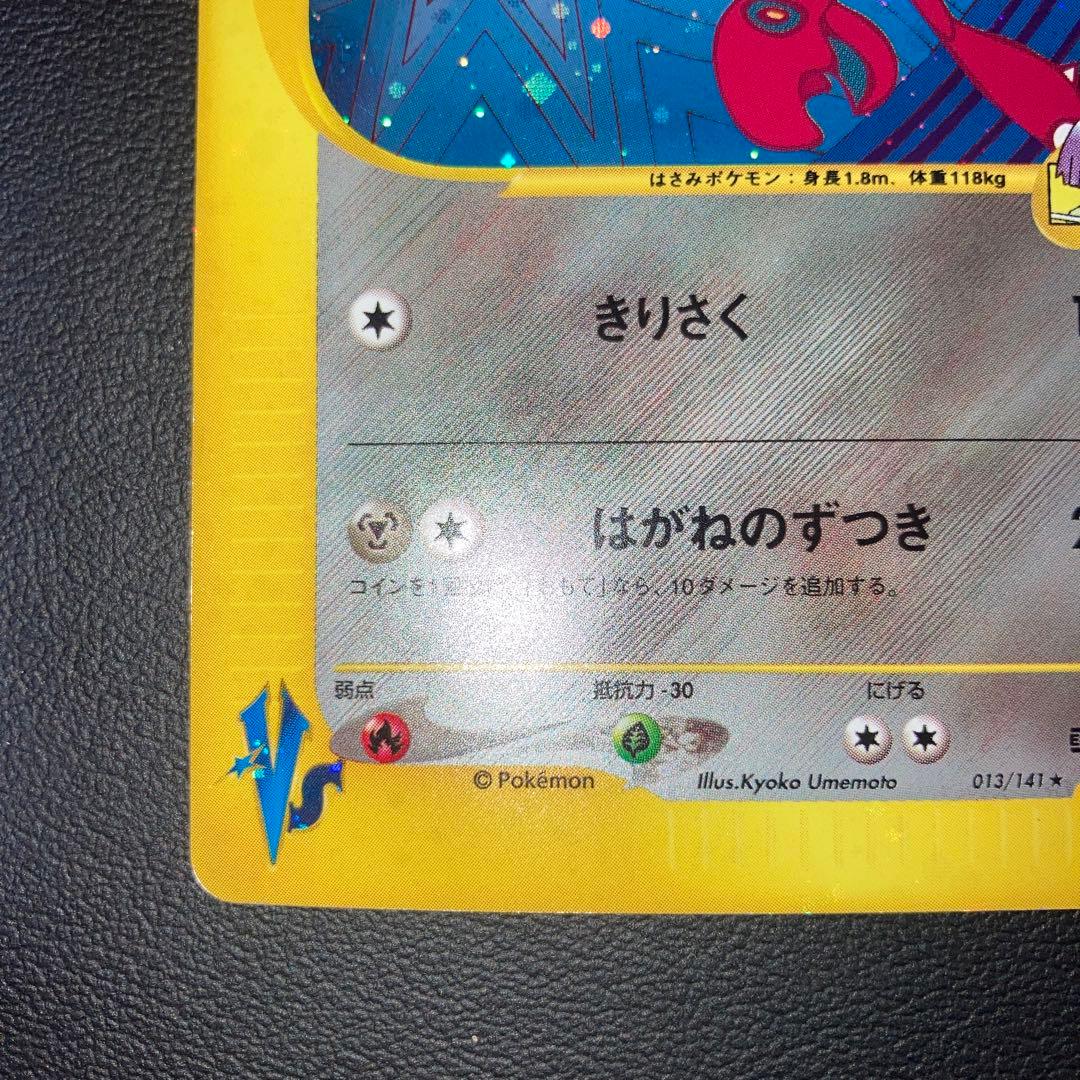 はさみポケモン：身長1.8m、体重118kg
きりさく
はがねのずつき
コインを1回投げ「おもて」なら、10ダメージを追加する。
弱点 抵抗力 -30 にげる
© Pokémon Illus.Kyoko Umemoto 013/141★
VS